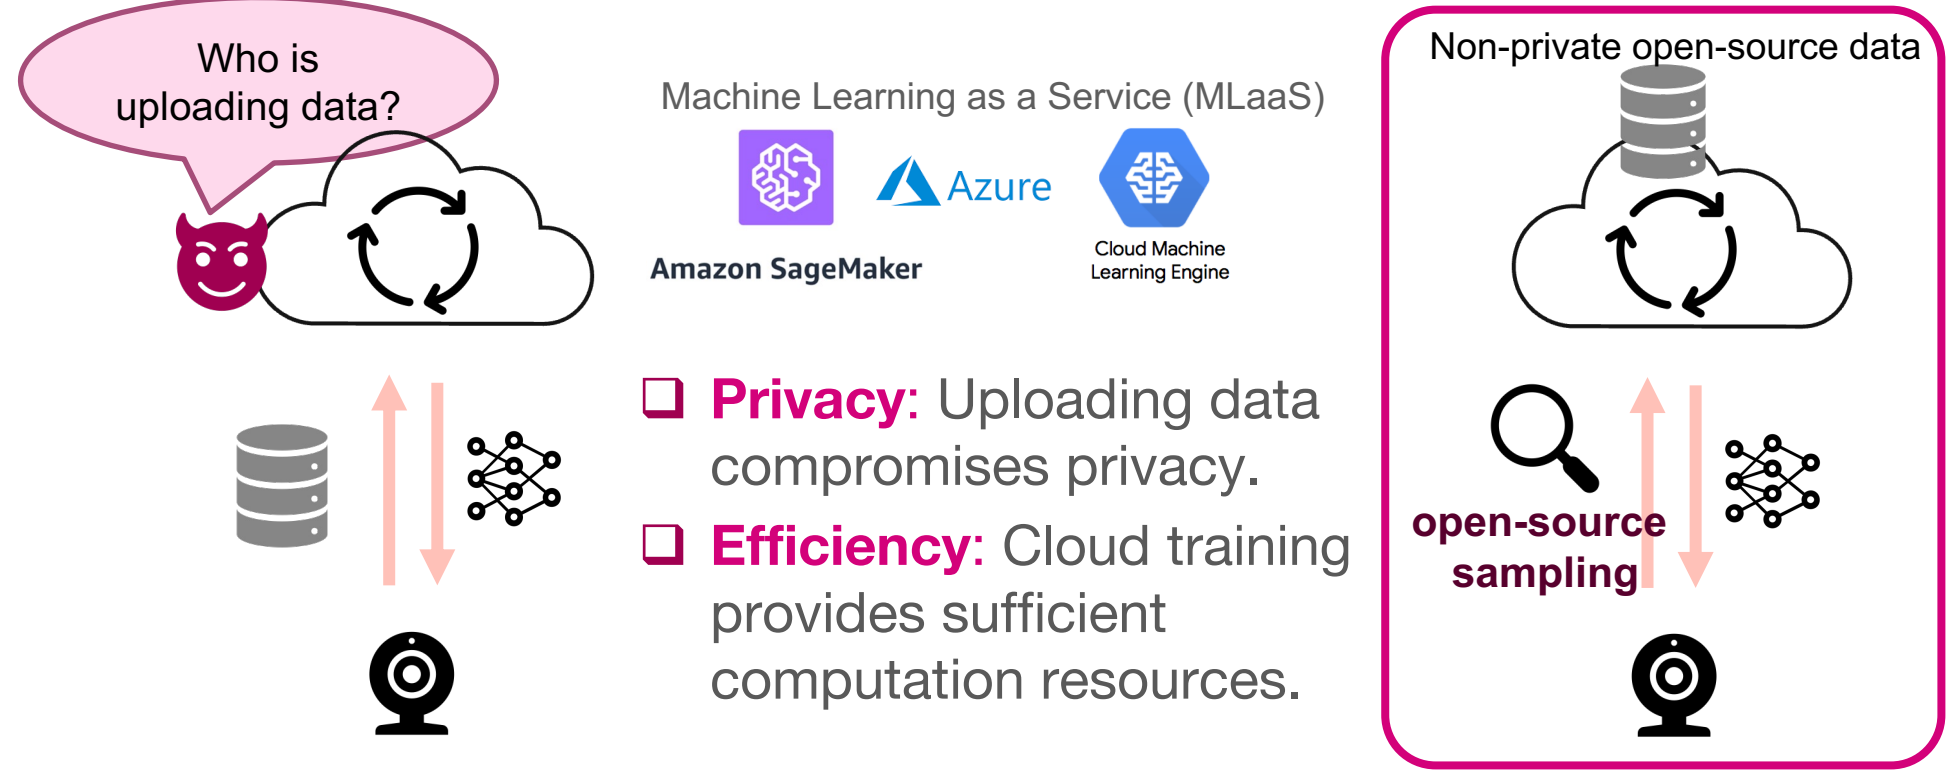 Who is
uploading data?
Machine Learning as a Service (MLaaS)
Amazon SageMaker
Azure
Cloud Machine
Learning Engine
Privacy: Uploading data
compromises privacy.
Efficiency: Cloud training
provides sufficient
computation resources.
Non-private open-source data
open-source
sampling